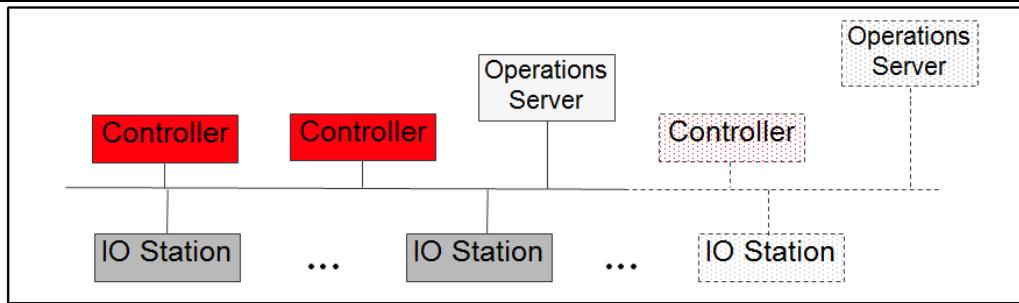 Operations
Server
Operations
Server
Controller
Controller
Controller
IO Station
...
IO Station
...
IO Station